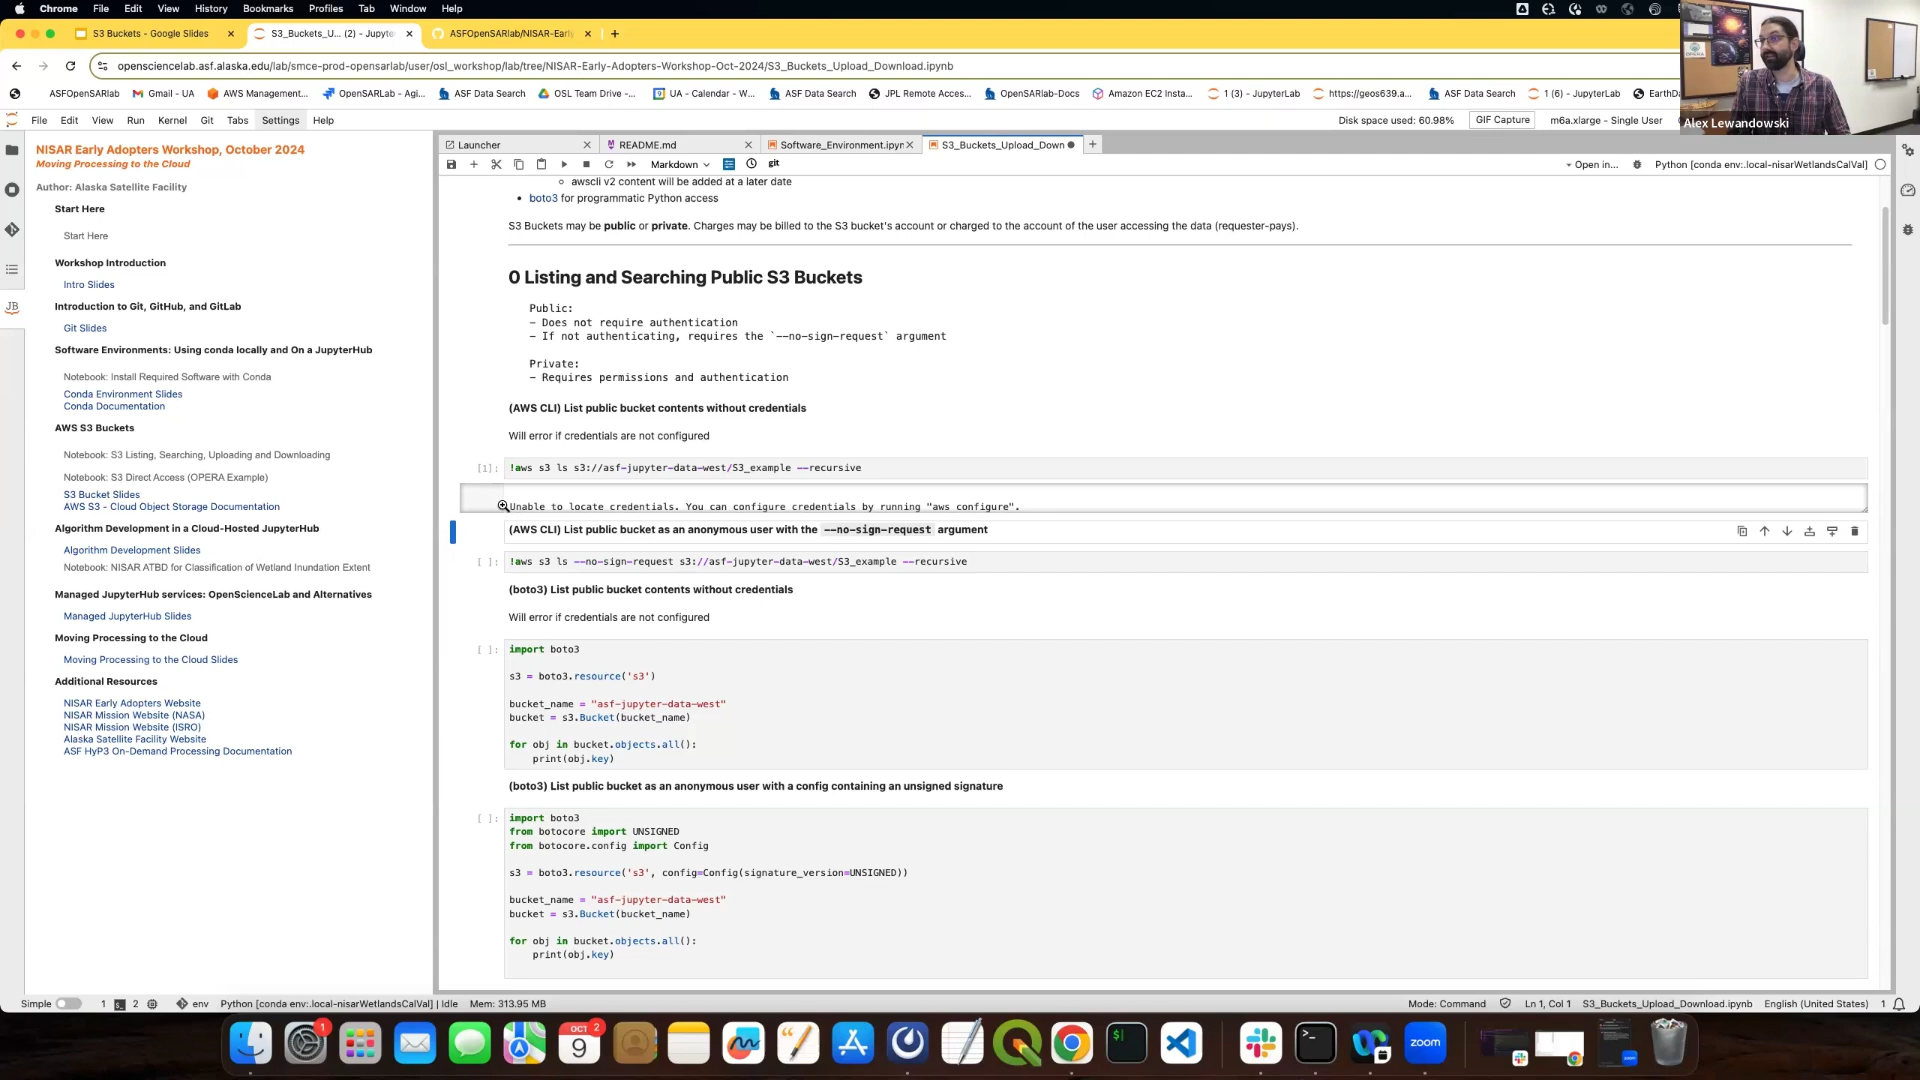 Chrome File Edit View History Bookmarks Profiles Tab Window Help
S3 Buckets - Google Slides
S3_Buckets_U... (2) - Jupyte
ASFOpenSARlab/NISAR-Early
openсiencelab.asf.alaska.edu/lab/smce-prod-opensarlab/user/osl_workshop/lab/tree/NISAR-Early-Adopters-Workshop-Oct-2024/S3_Buckets_Upload_Download.ipynb
ASFOpenSARlab Gmail - UA AWS Management... OpenSARLab - Agi... ASF Data Search OSL Team Drive -... UA - Calendar - W... ASF Data Search JPL Remote Acces... OpenSARlab-Docs Amazon EC2 Insta... 1 (3) - JupyterLab https://geos639.a... ASF Data Search 1 (6) - JupyterLab EarthDa
Alex Lewandowski
File Edit View Run Kernel Git Tabs Settings Help
Disk space used: 60.98% GIF Capture m6a.xlarge - Single User
NISAR Early Adopters Workshop, October 2024
Moving Processing to the Cloud
Author: Alaska Satellite Facility
Start Here
Start Here
Workshop Introduction
Intro Slides
Introduction to Git, GitHub, and GitLab
Git Slides
Software Environments: Using conda locally and On a JupyterHub
Notebook: Install Required Software with Conda
Conda Environment Slides
Conda Documentation
AWS S3 Buckets
Notebook: S3 Listing, Searching, Uploading and Downloading
Notebook: S3 Direct Access (OPERA Example)
S3 Bucket Slides
AWS S3 - Cloud Object Storage Documentation
Algorithm Development in a Cloud-Hosted JupyterHub
Algorithm Development Slides
Notebook: NISAR ATBD for Classification of Wetland Inundation Extent
Managed JupyterHub services: OpenScienceLab and Alternatives
Managed JupyterHub Slides
Moving Processing to the Cloud
Moving Processing to the Cloud Slides
Additional Resources
NISAR Early Adopters Website
NISAR Mission Website (NASA)
NISAR Mission Website (ISRO)
Alaska Satellite Facility Website
ASF HyP3 On-Demand Processing Documentation
Launcher
README.md
Software_Environment.ipyn
S3_Buckets_Upload_Down
Markdown
git
Open in...
Python [conda env:.local-nisarWetlandsCalVal]
awscli v2 content will be added at a later date
boto3 for programmatic Python access
S3 Buckets may be public or private. Charges may be billed to the S3 bucket's account or charged to the account of the user accessing the data (requester-pays).
0 Listing and Searching Public S3 Buckets
Public:
- Does not require authentication
- If not authenticating, requires the `--no-sign-request` argument
Private:
- Requires permissions and authentication
(AWS CLI) List public bucket contents without credentials
Will error if credentials are not configured
[1]: !aws s3 ls s3://asf-jupyter-data-west/S3_example --recursive
Unable to locate credentials. You can configure credentials by running "aws configure".
(AWS CLI) List public bucket as an anonymous user with the --no-sign-request argument
[ ]: !aws s3 ls --no-sign-request s3://asf-jupyter-data-west/S3_example --recursive
(boto3) List public bucket contents without credentials
Will error if credentials are not configured
[ ]: import boto3
s3 = boto3.resource('s3')
bucket_name = "asf-jupyter-data-west"
bucket = s3.Bucket(bucket_name)
for obj in bucket.objects.all():
print(obj.key)
(boto3) List public bucket as an anonymous user with a config containing an unsigned signature
[ ]: import boto3
from botocore import UNSIGNED
from botocore.config import Config
s3 = boto3.resource('s3', config=Config(signature_version=UNSIGNED))
bucket_name = "asf-jupyter-data-west"
bucket = s3.Bucket(bucket_name)
for obj in bucket.objects.all():
print(obj.key)
Simple 1 2 env Python [conda env:.local-nisarWetlandsCalVal] | Idle Mem: 313.95 MB
Mode: Command Ln 1, Col 1 S3_Buckets_Upload_Download.ipynb English (United States) 1
1
OCT 2
9
zoom